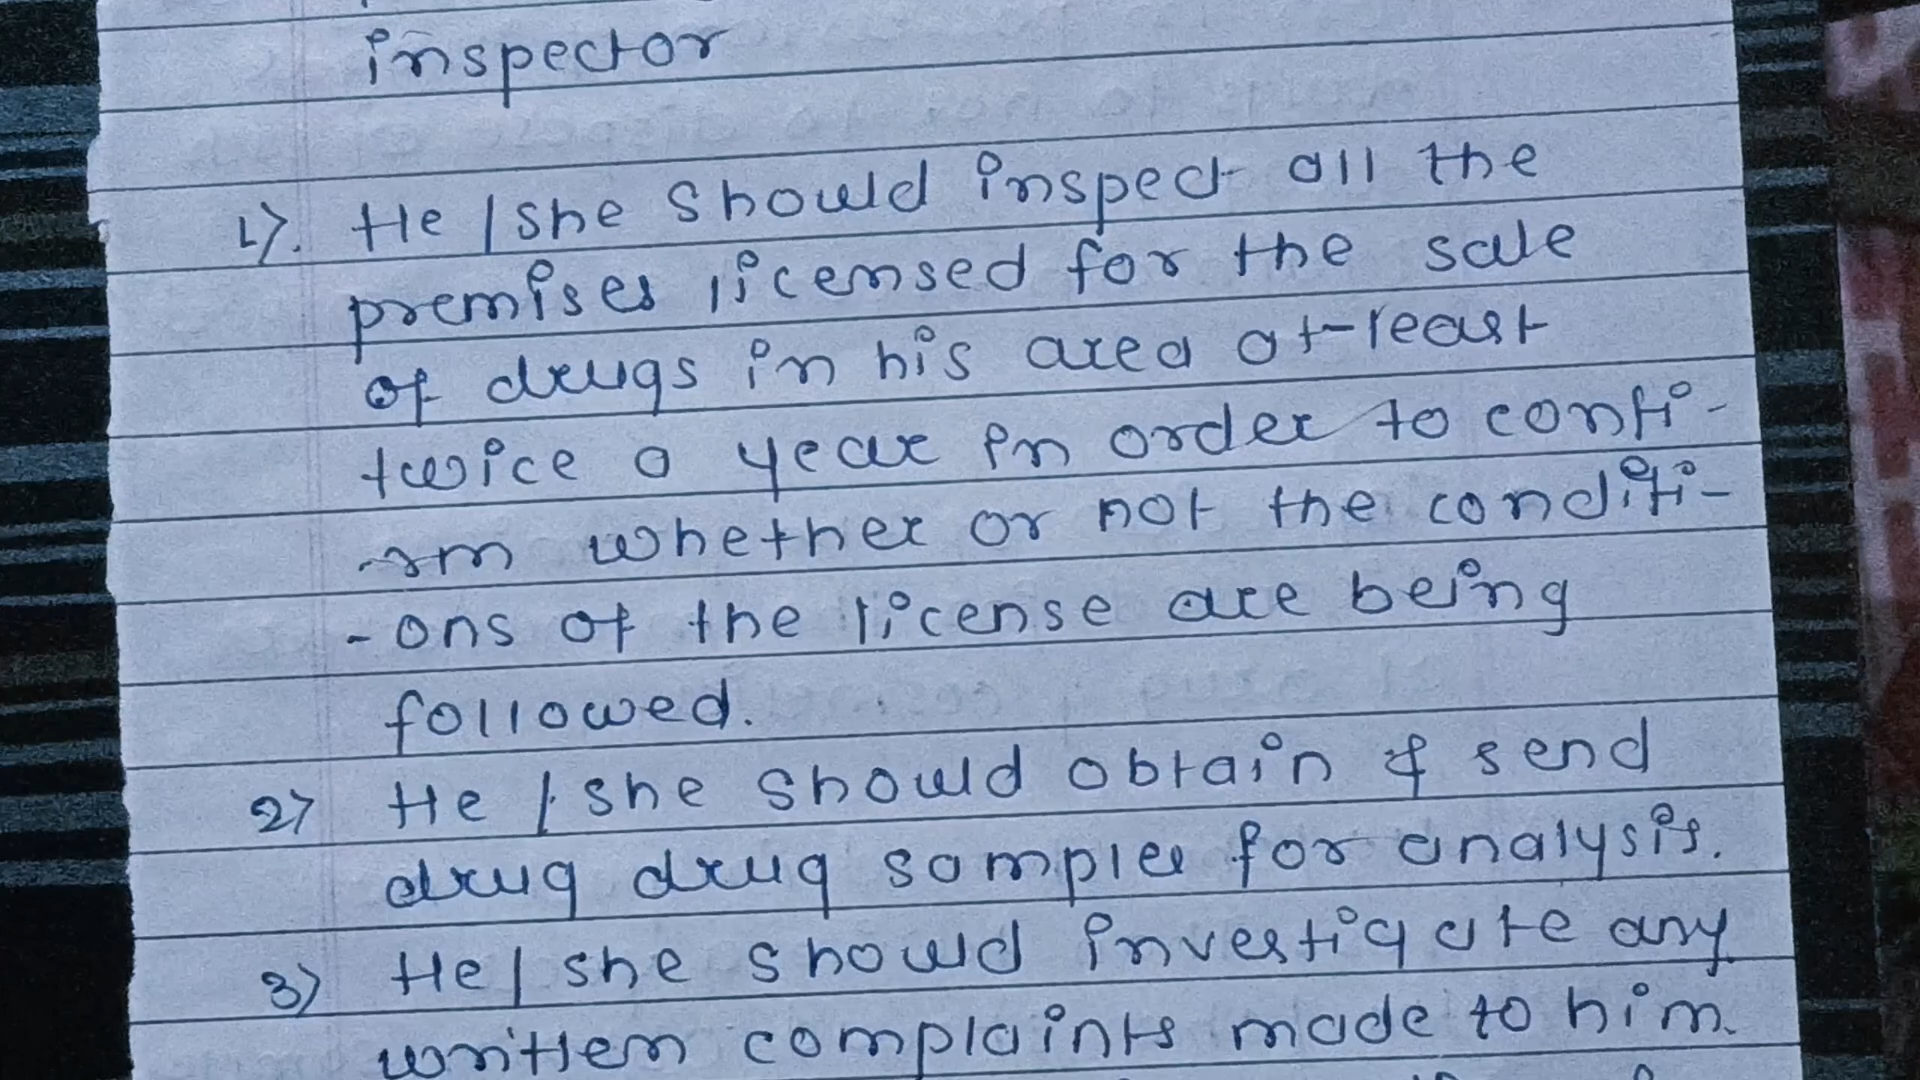 inspector
1). He / she should inspect all the
premises licensed for the sale
of drugs in his area at-least
twice a year in order to confi-
-rm whether or not the conditi-
-ons of the license are being
followed.
2) He / she should obtain & send
drug drug samples for analysis.
3) He / she should investigate any
written complaints made to him.